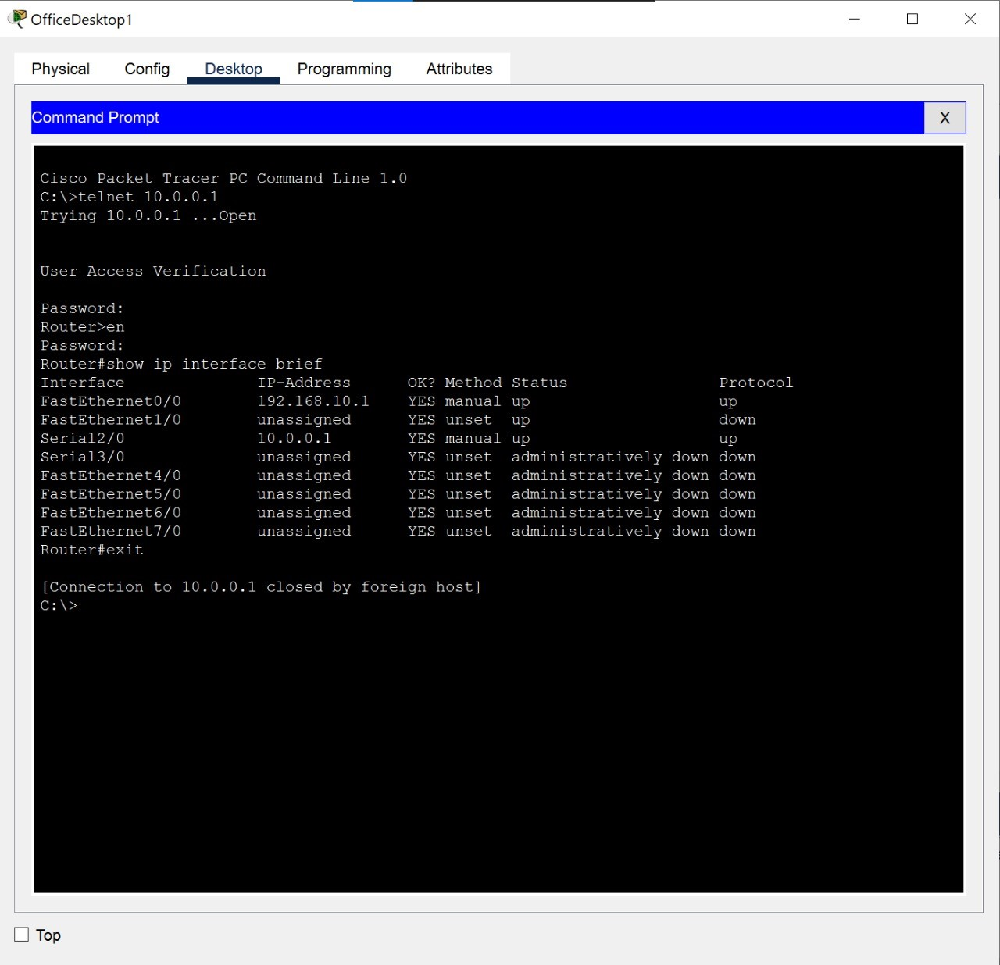 OfficeDesktop1
Physical Config Desktop Programming Attributes
Command Prompt X
Cisco Packet Tracer PC Command Line 1.0
C:\>telnet 10.0.0.1
Trying 10.0.0.1 ...Open
User Access Verification
Password:
Router>en
Password:
Router#show ip interface brief
Interface IP-Address OK? Method Status Protocol
FastEthernet0/0 192.168.10.1 YES manual up up
FastEthernet1/0 unassigned YES unset up down
Serial2/0 10.0.0.1 YES manual up up
Serial3/0 unassigned YES unset administratively down down
FastEthernet4/0 unassigned YES unset administratively down down
FastEthernet5/0 unassigned YES unset administratively down down
FastEthernet6/0 unassigned YES unset administratively down down
FastEthernet7/0 unassigned YES unset administratively down down
Router#exit
[Connection to 10.0.0.1 closed by foreign host]
C:\>
Top